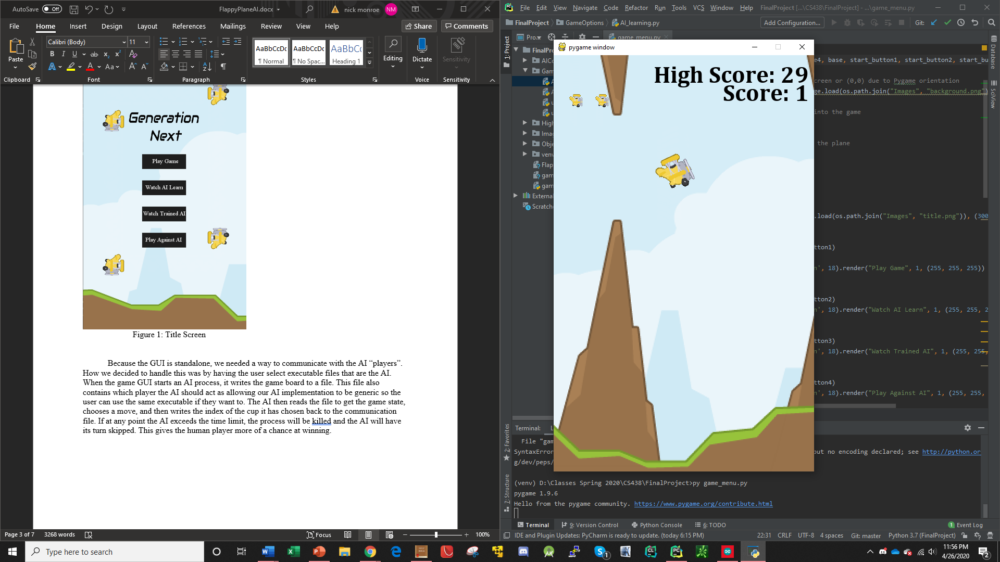 AutoSave Off
FlappyPlaneAI.docx
nick monroe
NM
File Home Insert Design Layout References Mailings Review View Help
Share
Comments
Paste
Clipboard
Calibri (Body) 11
Font
Paragraph
AaBbCcDc
¶ Normal
AaBbCcDc
¶ No Spac...
AaBbCc
Heading 1
Styles
Editing
Dictate
Voice
Sensitivity
Sensitivity
Generation
Next
Play Game
Watch AI Learn
Watch Trained AI
Play Against AI
Figure 1: Title Screen
Because the GUI is standalone, we needed a way to communicate with the AI “players”.
How we decided to handle this was by having the user select executable files that are the AI.
When the game GUI starts an AI process, it writes the game board to a file. This file also
contains which player the AI should act as allowing our AI implementation to be generic so the
user can use the same executable if they want to. The AI then reads the file to get the game state,
chooses a move, and then writes the index of the cup it has chosen back to the communication
file. If at any point the AI exceeds the time limit, the process will be killed and the AI will have
its turn skipped. This gives the human player more of a chance at winning.
Page 3 of 7 3268 words
Focus
100%
File Edit View Navigate Code Refactor Run Tools VCS Window Help
FinalProject [...\CS438\FinalProject] - ...\game_menu.py
FinalProject GameOptions AI_learning.py
Add Configuration...
Git:
1: Project
Pro...
game_menu.py
FinalPro
AICo
Gam
High
Imag
Obje
venv
Flap
gam
gam
External
Scratche
pygame window
High Score: 29
Score: 1
e4, base, start_button1, start_button2, start_bu
creen or (0,0) due to Pygame orientation
ge.load(os.path.join("Images", "background.png")
into the game
the plane
.load(os.path.join("Images", "title.png")), (300
tton1)
n', 18).render("Play Game", 1, (255, 255, 255))
tton2)
n', 18).render("Watch AI Learn", 1, (255, 255, 2
tton3)
n', 18).render("Watch Trained AI", 1, (255, 255,
tton4)
n', 18).render("Play Against AI", 1, (255, 255,
Database
SciView
2: Favorites
7: Structure
Terminal: L
File "gam
SyntaxError
but no encoding declared; see http://python.or
g/dev/peps/
(venv) D:\Classes Spring 2020\CS438\FinalProject>py game_menu.py
pygame 1.9.6
Hello from the pygame community. https://www.pygame.org/contribute.html
Terminal 9: Version Control Python Console 6: TODO
1 Event Log
IDE and Plugin Updates: PyCharm is ready to update. (today 6:15 PM)
22:31 CRLF UTF-8 4 spaces Git: master Python 3.7 (FinalProject)
Type here to search
11:56 PM
4/26/2020
2